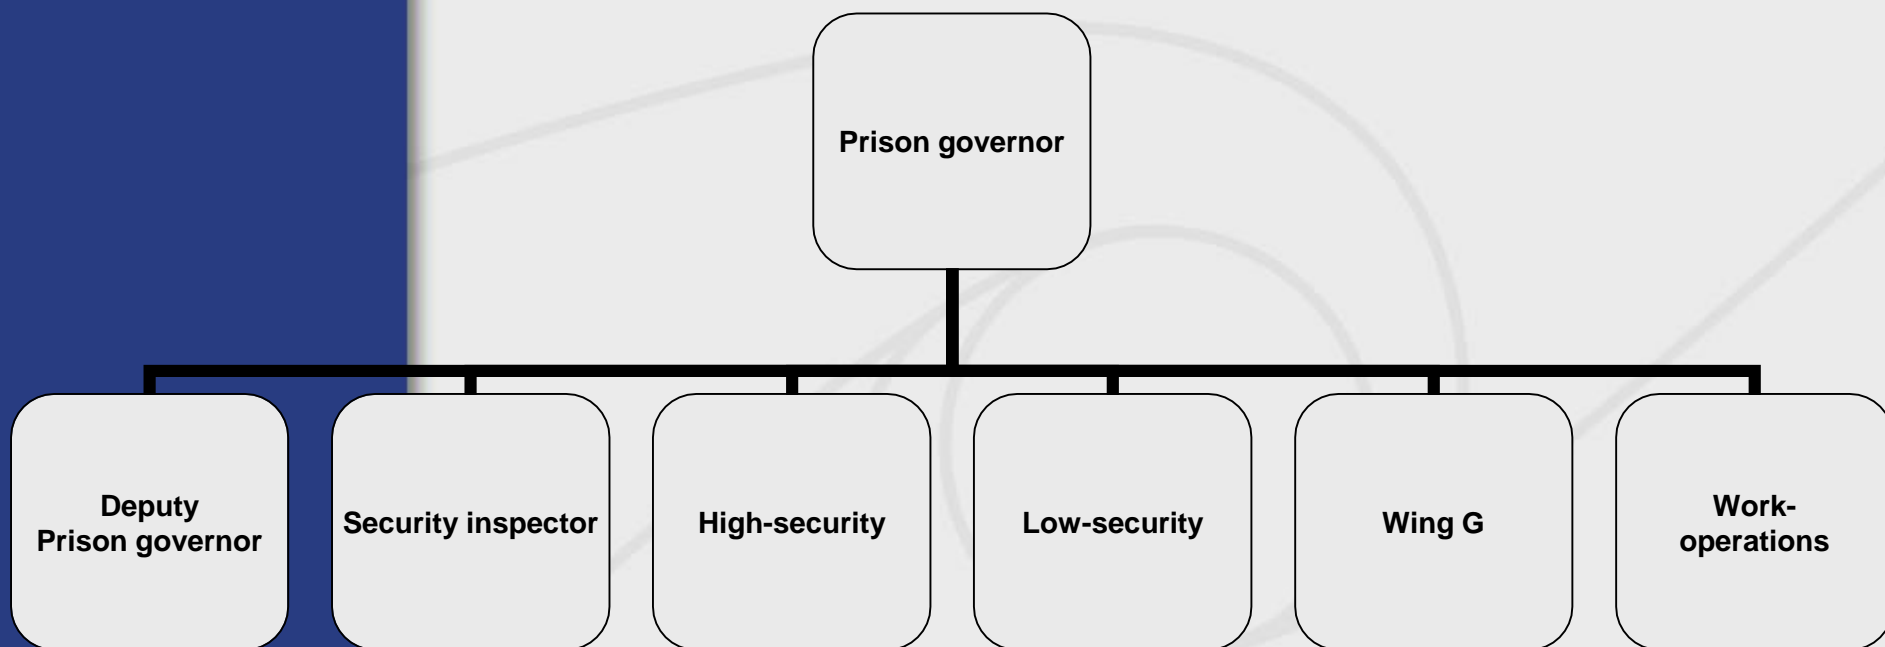 Prison governor
Deputy
Prison governor
Security inspector
High-security
Low-security
Wing G
Work-
operations